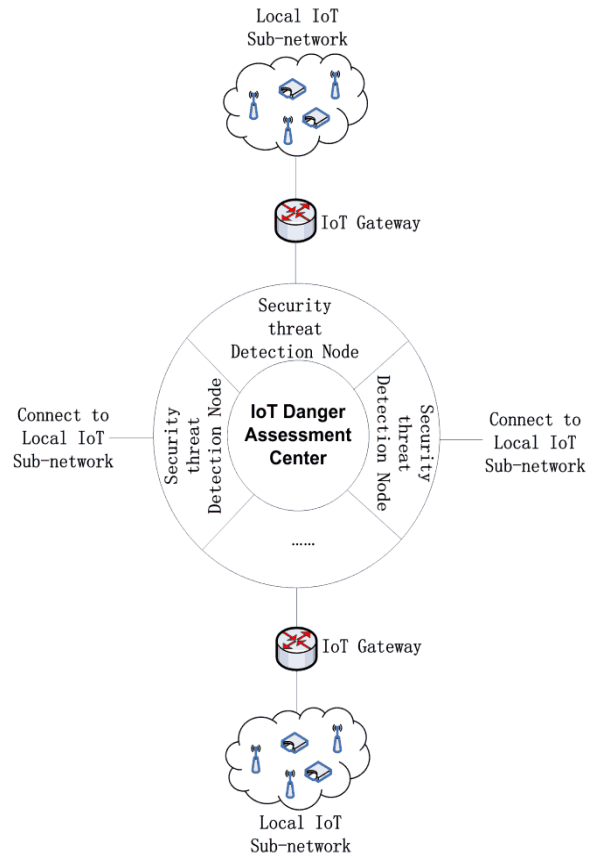 Local IoT
Sub-network
IoT Gateway
Security
threat
Detection Node
Security
threat
Detection Node
IoT Danger
Assessment
Center
Security
threat
Detection Node
Connect to
Local IoT
Sub-network
Connect to
Local IoT
Sub-network
……
IoT Gateway
Local IoT
Sub-network